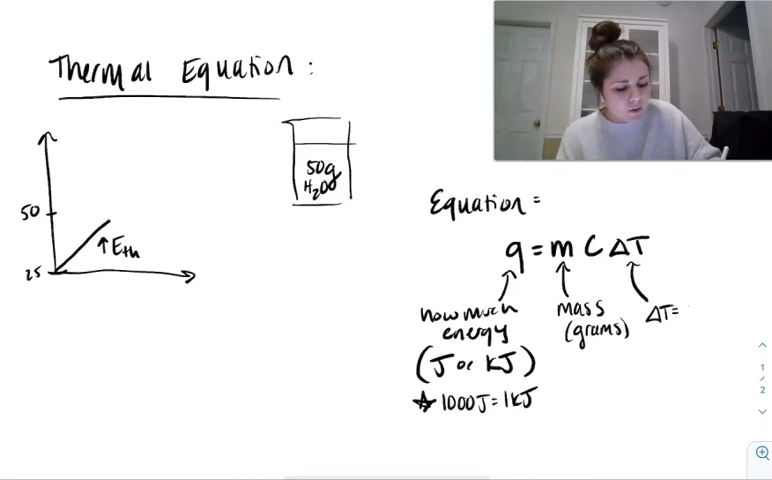 Thermal Equation :
50g
H₂O
50
↑ Eth
25
Equation =
q = m C ΔT
how much
energy
(J or kJ)
★ 1000J = 1kJ
mass
(grams)
ΔT=
1
/
2